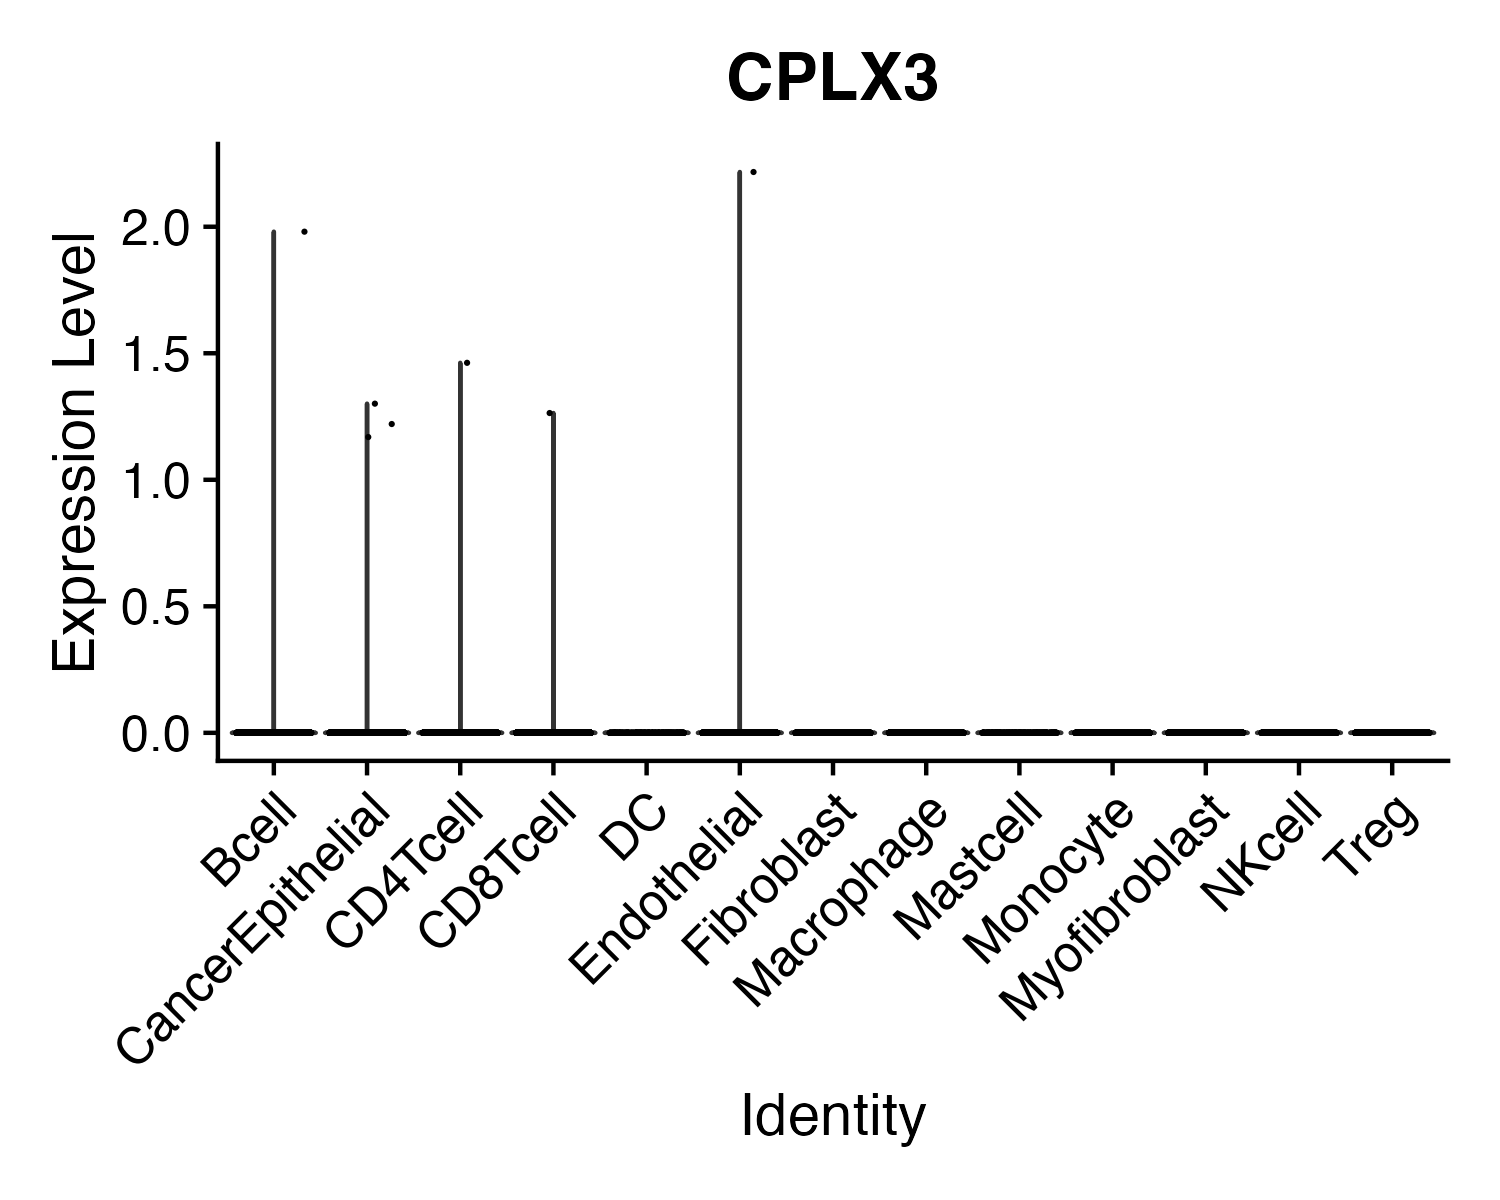 CPLX3
Expression Level
2.0
1.5
1.0
0.5
0.0
Bcell
CancerEpithelial
CD4Tcell
CD8Tcell
DC
Endothelial
Fibroblast
Macrophage
Mastcell
Monocyte
Myofibroblast
NKcell
Treg
Identity